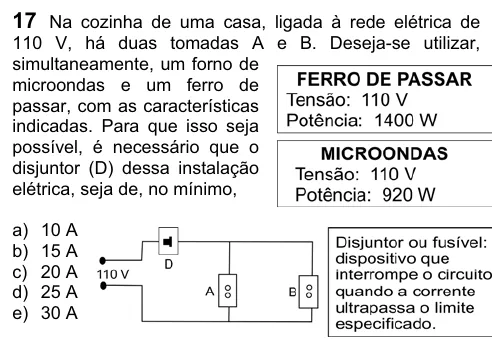 17 Na cozinha de uma casa, ligada à rede elétrica de
110 V, há duas tomadas A e B. Deseja-se utilizar,
simultaneamente, um forno de
microondas e um ferro de
passar, com as características
indicadas. Para que isso seja
possível, é necessário que o
disjuntor (D) dessa instalação
elétrica, seja de, no mínimo,
FERRO DE PASSAR
Tensão: 110 V
Potência: 1400 W
MICROONDAS
Tensão: 110 V
Potência: 920 W
a) 10 A
b) 15 A
c) 20 A
d) 25 A
e) 30 A
110 V
D
A
B
Disjuntor ou fusível:
dispositivo que
interrompe o circuito
quando a corrente
ultrapassa o limite
especificado.